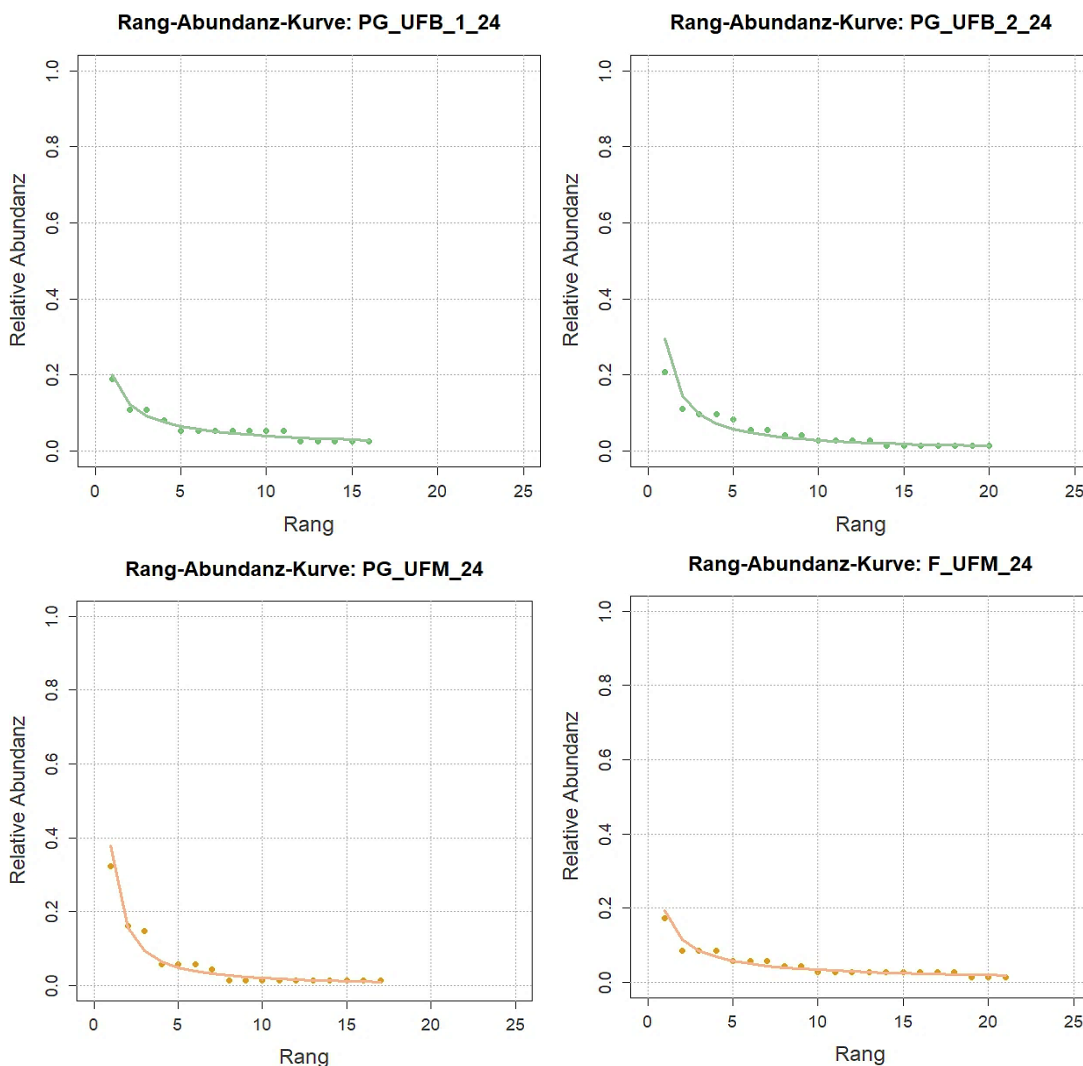 Rang-Abundanz-Kurve: PG_UFB_1_24
Relative Abundanz
1.0
0.8
0.6
0.4
0.2
0.0
0 5 10 15 20 25
Rang
Rang-Abundanz-Kurve: PG_UFB_2_24
Relative Abundanz
1.0
0.8
0.6
0.4
0.2
0.0
0 5 10 15 20 25
Rang
Rang-Abundanz-Kurve: PG_UFM_24
Relative Abundanz
1.0
0.8
0.6
0.4
0.2
0.0
0 5 10 15 20 25
Rang
Rang-Abundanz-Kurve: F_UFM_24
Relative Abundanz
1.0
0.8
0.6
0.4
0.2
0.0
0 5 10 15 20 25
Rang